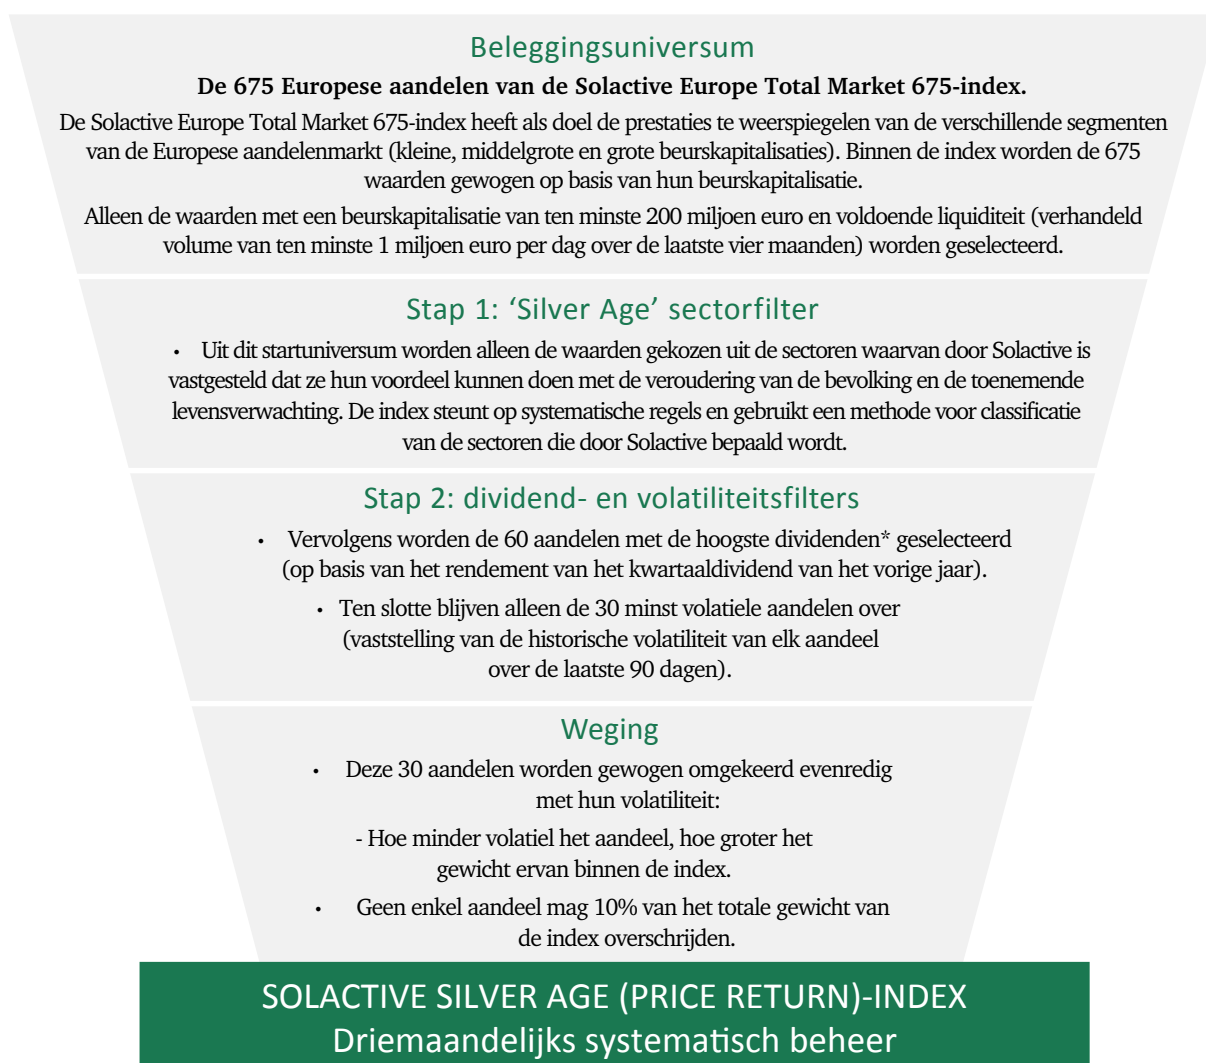 Beleggingsuniversum
De 675 Europese aandelen van de Solactive Europe Total Market 675-index.
De Solactive Europe Total Market 675-index heeft als doel de prestaties te weerspiegelen van de verschillende segmenten
van de Europese aandelenmarkt (kleine, middelgrote en grote beurskapitalisaties). Binnen de index worden de 675
waarden gewogen op basis van hun beurskapitalisatie.
Alleen de waarden met een beurskapitalisatie van ten minste 200 miljoen euro en voldoende liquiditeit (verhandeld
volume van ten minste 1 miljoen euro per dag over de laatste vier maanden) worden geselecteerd.
Stap 1: ‘Silver Age’ sectorfilter
• Uit dit startuniversum worden alleen de waarden gekozen uit de sectoren waarvan door Solactive is
vastgesteld dat ze hun voordeel kunnen doen met de veroudering van de bevolking en de toenemende
levensverwachting. De index steunt op systematische regels en gebruikt een methode voor classificatie
van de sectoren die door Solactive bepaald wordt.
Stap 2: dividend- en volatiliteitsfilters
• Vervolgens worden de 60 aandelen met de hoogste dividenden* geselecteerd
(op basis van het rendement van het kwartaaldividend van het vorige jaar).
• Ten slotte blijven alleen de 30 minst volatiele aandelen over
(vaststelling van de historische volatiliteit van elk aandeel
over de laatste 90 dagen).
Weging
• Deze 30 aandelen worden gewogen omgekeerd evenredig
met hun volatiliteit:
- Hoe minder volatiel het aandeel, hoe groter het
gewicht ervan binnen de index.
• Geen enkel aandeel mag 10% van het totale gewicht van
de index overschrijden.
SOLACTIVE SILVER AGE (PRICE RETURN)-INDEX
Driemaandelijks systematisch beheer